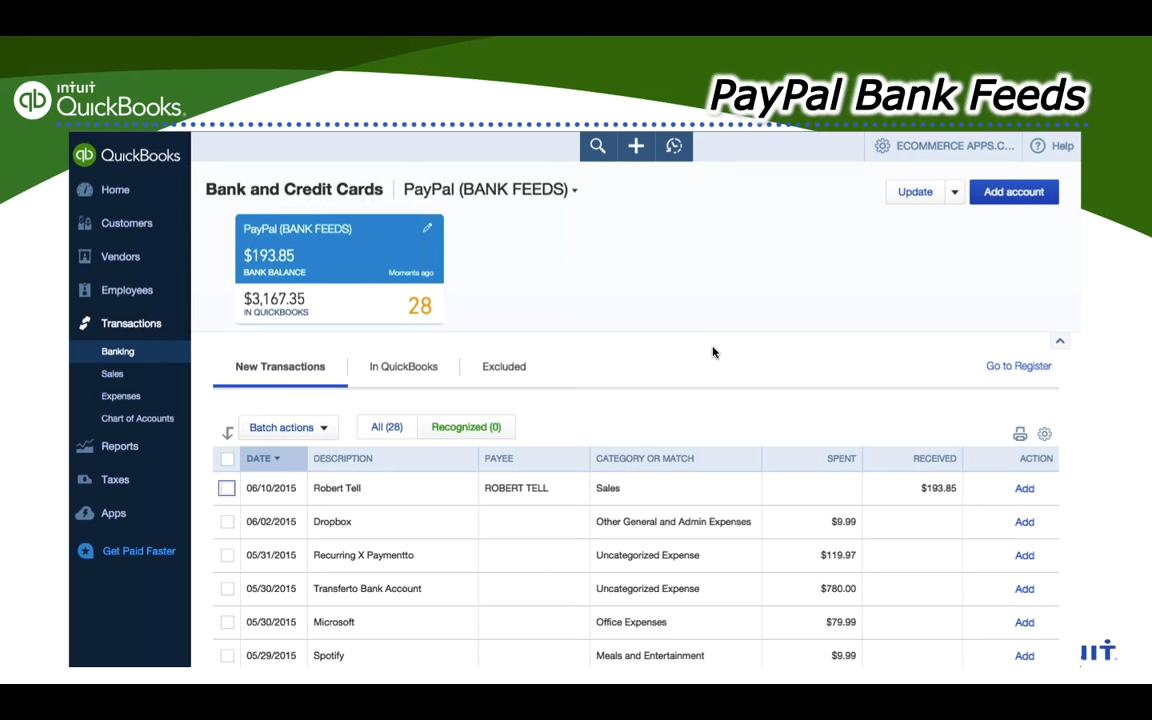 PayPal Bank Feeds
ıntuıt
QuickBooks.
QuickBooks
ECOMMERCE APPS.C...
Help
Home
Customers
Vendors
Employees
Transactions
Banking
Sales
Expenses
Chart of Accounts
Reports
Taxes
Apps
Get Paid Faster
Bank and Credit Cards
PayPal (BANK FEEDS)
Update
Add account
PayPal (BANK FEEDS)
$193.85
BANK BALANCE Moments ago
$3,167.35
IN QUICKBOOKS
28
New Transactions In QuickBooks Excluded Go to Register
Batch actions All (28) Recognized (0)
DATE DESCRIPTION PAYEE CATEGORY OR MATCH SPENT RECEIVED ACTION
06/10/2015 Robert Tell ROBERT TELL Sales $193.85 Add
06/02/2015 Dropbox Other General and Admin Expenses $9.99 Add
05/31/2015 Recurring X Paymentto Uncategorized Expense $119.97 Add
05/30/2015 Transferto Bank Account Uncategorized Expense $780.00 Add
05/30/2015 Microsoft Office Expenses $79.99 Add
05/29/2015 Spotify Meals and Entertainment $9.99 Add